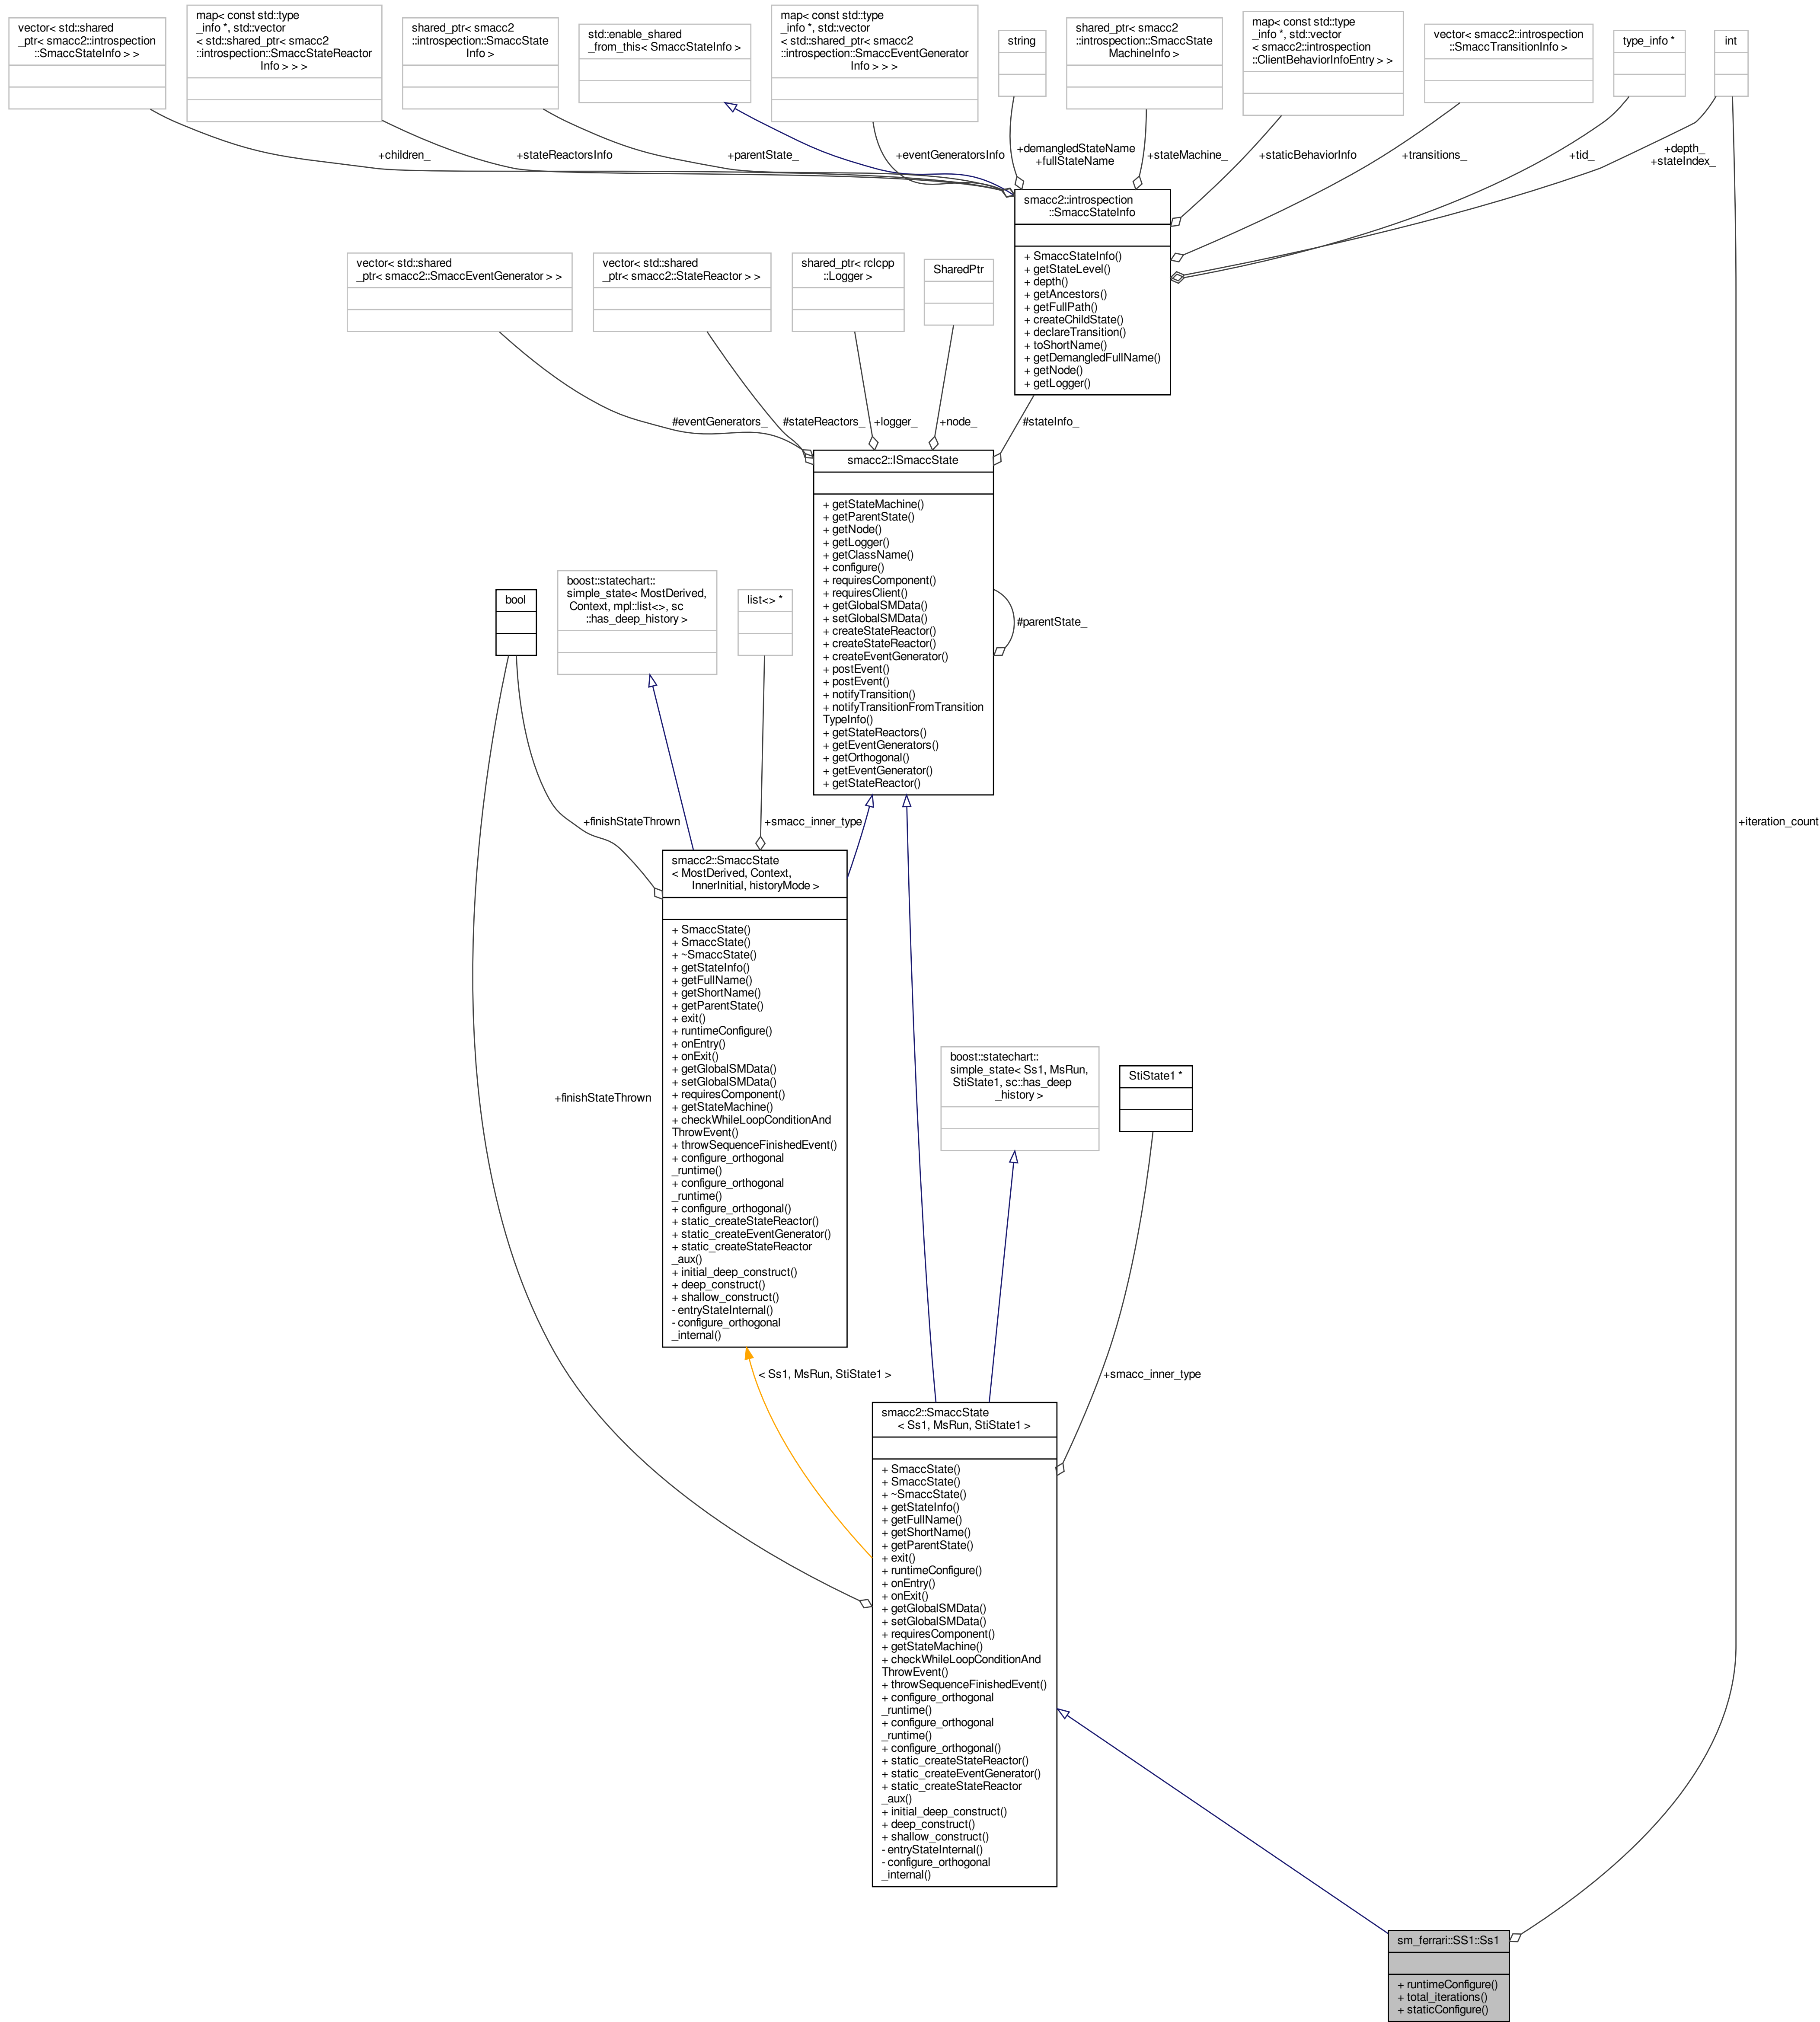 vector< std::shared
_ptr< smacc2::introspection
::SmaccStateInfo > >
map< const std::type
_info *, std::vector
< std::shared_ptr< smacc2
::introspection::SmaccStateReactor
Info > > >
shared_ptr< smacc2
::introspection::SmaccState
Info >
std::enable_shared
_from_this< SmaccStateInfo >
map< const std::type
_info *, std::vector
< std::shared_ptr< smacc2
::introspection::SmaccEventGenerator
Info > > >
string
shared_ptr< smacc2
::introspection::SmaccState
MachineInfo >
map< const std::type
_info *, std::vector
< smacc2::introspection
::ClientBehaviorInfoEntry > >
vector< smacc2::introspection
::SmaccTransitionInfo >
type_info *
int
+children_
+stateReactorsInfo
+parentState_
+eventGeneratorsInfo
+demangledStateName
+fullStateName
+stateMachine_
+staticBehaviorInfo
+transitions_
+tid_
+depth_
+stateIndex_
smacc2::introspection
::SmaccStateInfo
+ SmaccStateInfo()
+ getStateLevel()
+ depth()
+ getAncestors()
+ getFullPath()
+ createChildState()
+ declareTransition()
+ toShortName()
+ getDemangledFullName()
+ getNode()
+ getLogger()
vector< std::shared
_ptr< smacc2::SmaccEventGenerator > >
vector< std::shared
_ptr< smacc2::StateReactor > >
shared_ptr< rclcpp
::Logger >
SharedPtr
#eventGenerators_
#stateReactors_
+logger_
+node_
#stateInfo_
smacc2::ISmaccState
+ getStateMachine()
+ getParentState()
+ getNode()
+ getLogger()
+ getClassName()
+ configure()
+ requiresComponent()
+ requiresClient()
+ getGlobalSMData()
+ setGlobalSMData()
+ createStateReactor()
+ createStateReactor()
+ createEventGenerator()
+ postEvent()
+ postEvent()
+ notifyTransition()
+ notifyTransitionFromTransition
TypeInfo()
+ getStateReactors()
+ getEventGenerators()
+ getOrthogonal()
+ getEventGenerator()
+ getStateReactor()
#parentState_
bool
boost::statechart::
simple_state< MostDerived,
Context, mpl::list<>, sc
::has_deep_history >
list<> *
+finishStateThrown
+smacc_inner_type
+iteration_count
smacc2::SmaccState
< MostDerived, Context,
InnerInitial, historyMode >
+ SmaccState()
+ SmaccState()
+ ~SmaccState()
+ getStateInfo()
+ getFullName()
+ getShortName()
+ getParentState()
+ exit()
+ runtimeConfigure()
+ onEntry()
+ onExit()
+ getGlobalSMData()
+ setGlobalSMData()
+ requiresComponent()
+ getStateMachine()
+ checkWhileLoopConditionAnd
ThrowEvent()
+ throwSequenceFinishedEvent()
+ configure_orthogonal
_runtime()
+ configure_orthogonal
_runtime()
+ configure_orthogonal()
+ static_createStateReactor()
+ static_createEventGenerator()
+ static_createStateReactor
_aux()
+ initial_deep_construct()
+ deep_construct()
+ shallow_construct()
- entryStateInternal()
- configure_orthogonal
_internal()
+finishStateThrown
boost::statechart::
simple_state< Ss1, MsRun,
StiState1, sc::has_deep
_history >
StiState1 *
< Ss1, MsRun, StiState1 >
+smacc_inner_type
smacc2::SmaccState
< Ss1, MsRun, StiState1 >
+ SmaccState()
+ SmaccState()
+ ~SmaccState()
+ getStateInfo()
+ getFullName()
+ getShortName()
+ getParentState()
+ exit()
+ runtimeConfigure()
+ onEntry()
+ onExit()
+ getGlobalSMData()
+ setGlobalSMData()
+ requiresComponent()
+ getStateMachine()
+ checkWhileLoopConditionAnd
ThrowEvent()
+ throwSequenceFinishedEvent()
+ configure_orthogonal
_runtime()
+ configure_orthogonal
_runtime()
+ configure_orthogonal()
+ static_createStateReactor()
+ static_createEventGenerator()
+ static_createStateReactor
_aux()
+ initial_deep_construct()
+ deep_construct()
+ shallow_construct()
- entryStateInternal()
- configure_orthogonal
_internal()
sm_ferrari::SS1::Ss1
+ runtimeConfigure()
+ total_iterations()
+ staticConfigure()